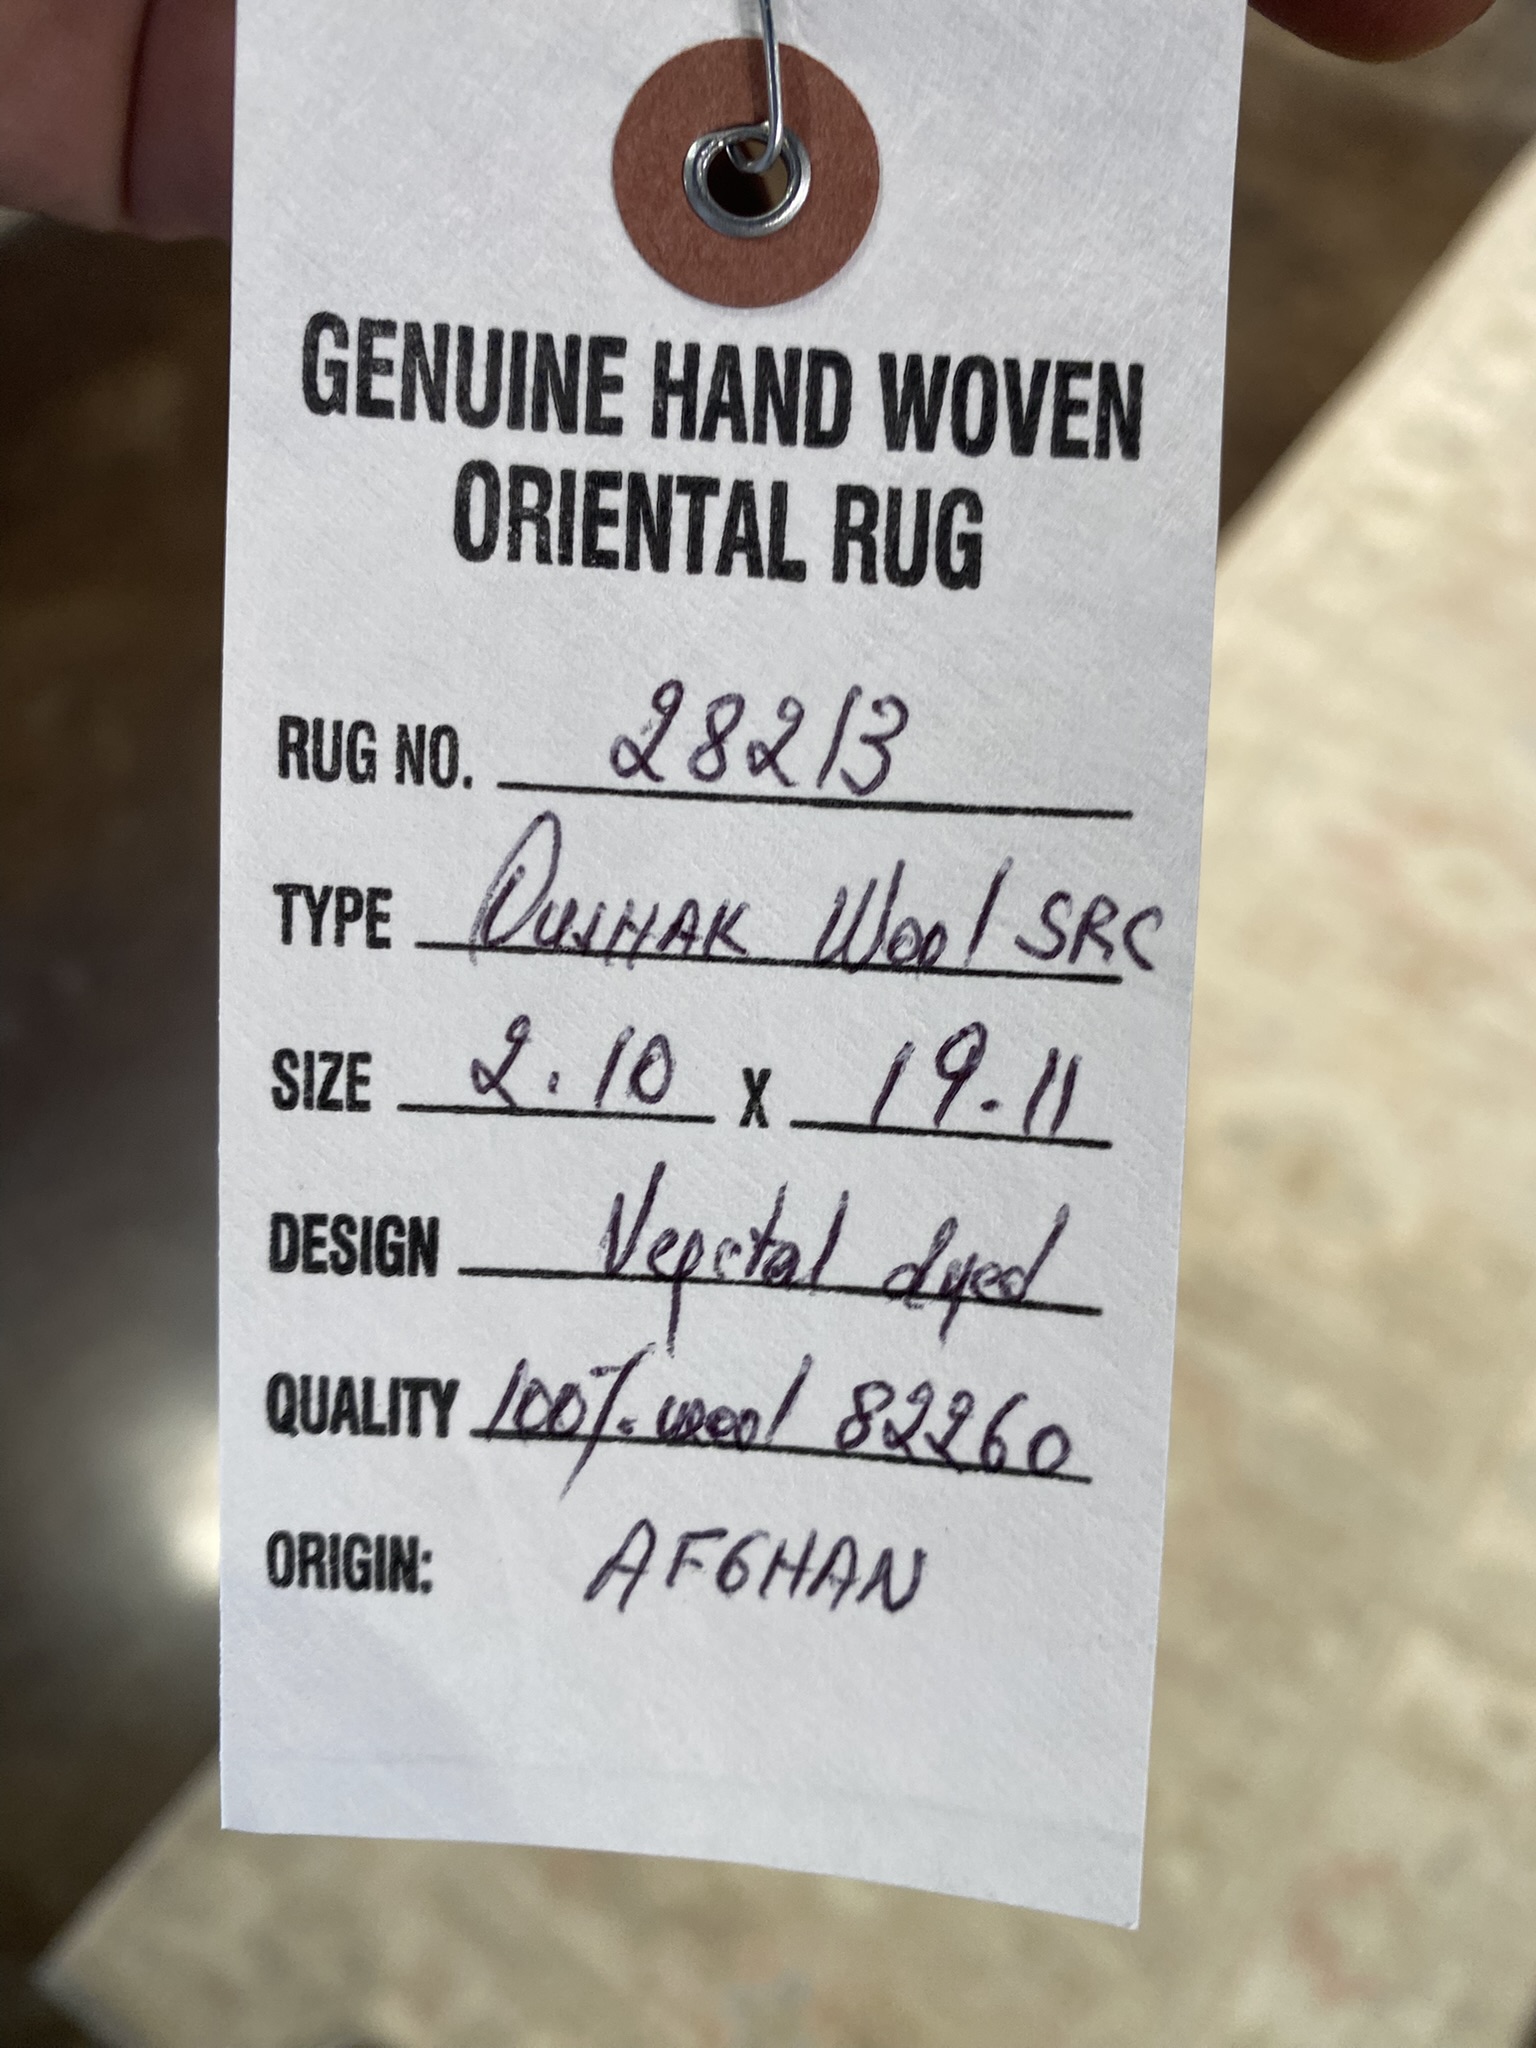 GENUINE HAND WOVEN
ORIENTAL RUG
RUG NO. 28213
TYPE OUSHAK Wool SRC
SIZE 2.10 X 19.11
DESIGN Vegetal dyed
QUALITY 100%.wool 82260
ORIGIN: AFGHAN